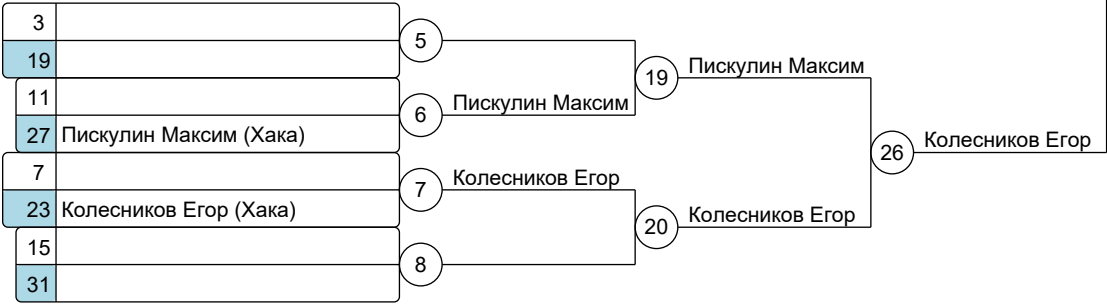 3
19
5
11
27 Пискулин Максим (Хака)
6
Пискулин Максим
19
Пискулин Максим
7
23 Колесников Егор (Хака)
7
Колесников Егор
15
31
8
20
Колесников Егор
26
Колесников Егор